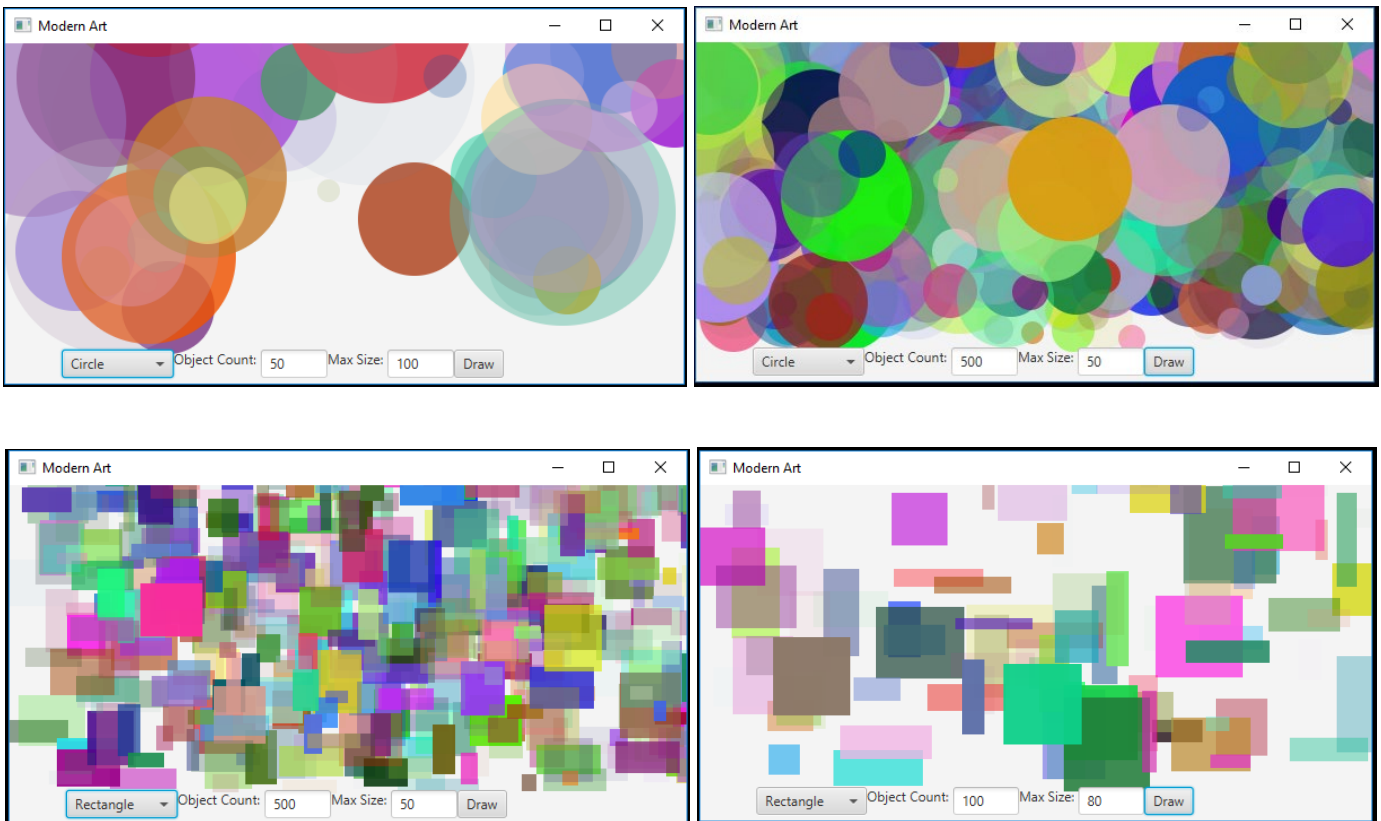 Modern Art
Circle Object Count: 50 Max Size: 100 Draw
Modern Art
Circle Object Count: 500 Max Size: 50 Draw
Modern Art
Rectangle Object Count: 500 Max Size: 50 Draw
Modern Art
Rectangle Object Count: 100 Max Size: 80 Draw